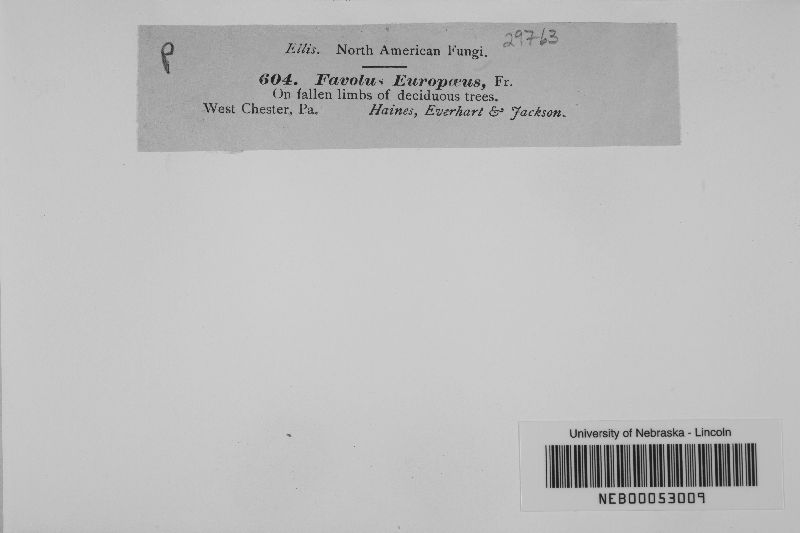 P
Ellis. North American Fungi. 29763
604. Favolus Europæus, Fr.
On fallen limbs of deciduous trees.
West Chester, Pa. Haines, Everhart & Jackson.
University of Nebraska - Lincoln
NEB00053009